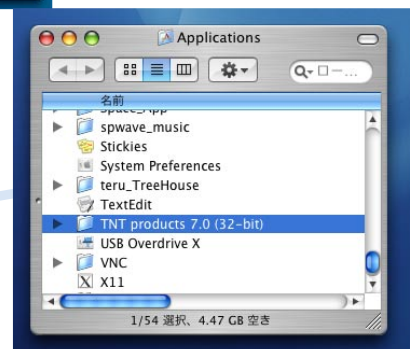 Applications
名前
Space_App
spwave_music
Stickies
System Preferences
teru_TreeHouse
TextEdit
TNT products 7.0 (32-bit)
USB Overdrive X
VNC
X11
1/54 選択、4.47 GB 空き